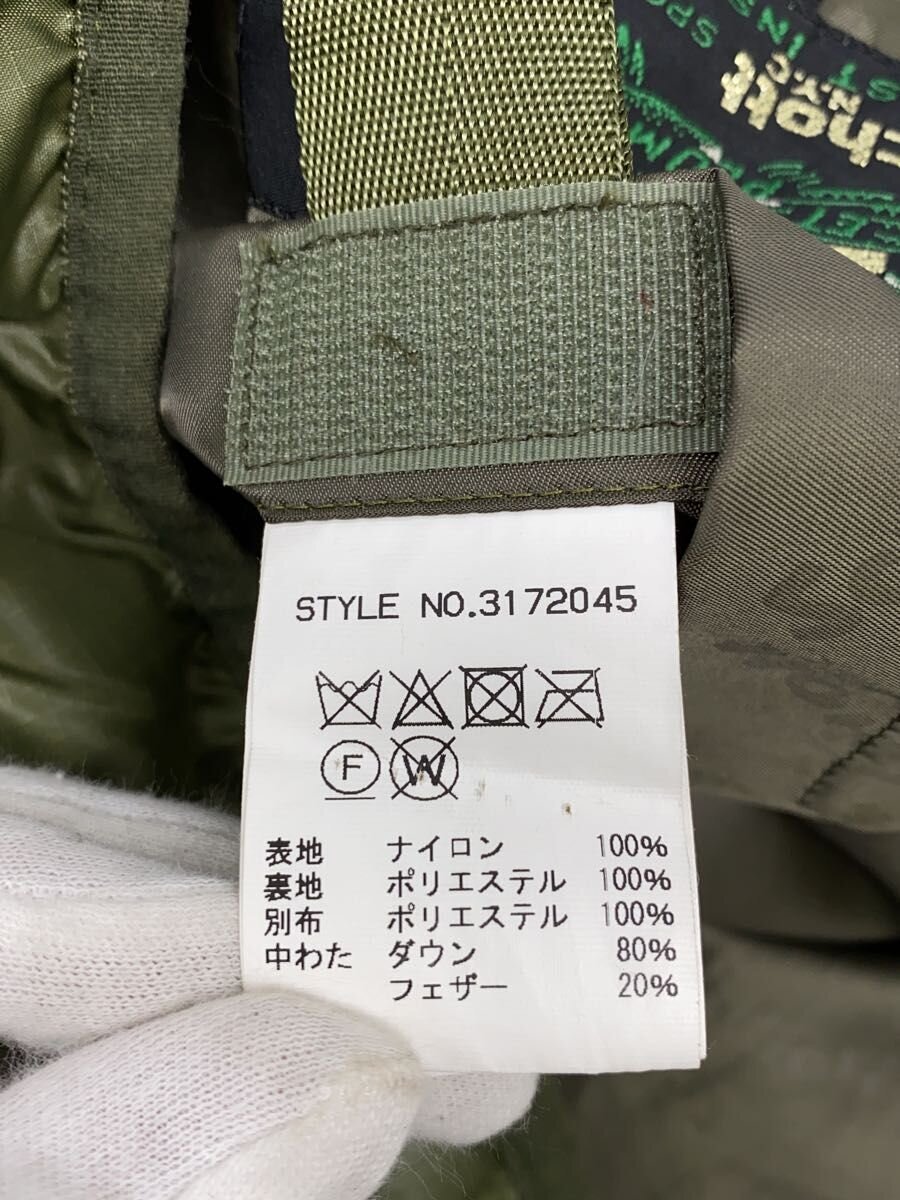 chott
N.Y.C
STYLE NO.3172045
F W
表地 ナイロン 100%
裏地 ポリエステル 100%
別布 ポリエステル 100%
中わた ダウン 80%
フェザー 20%